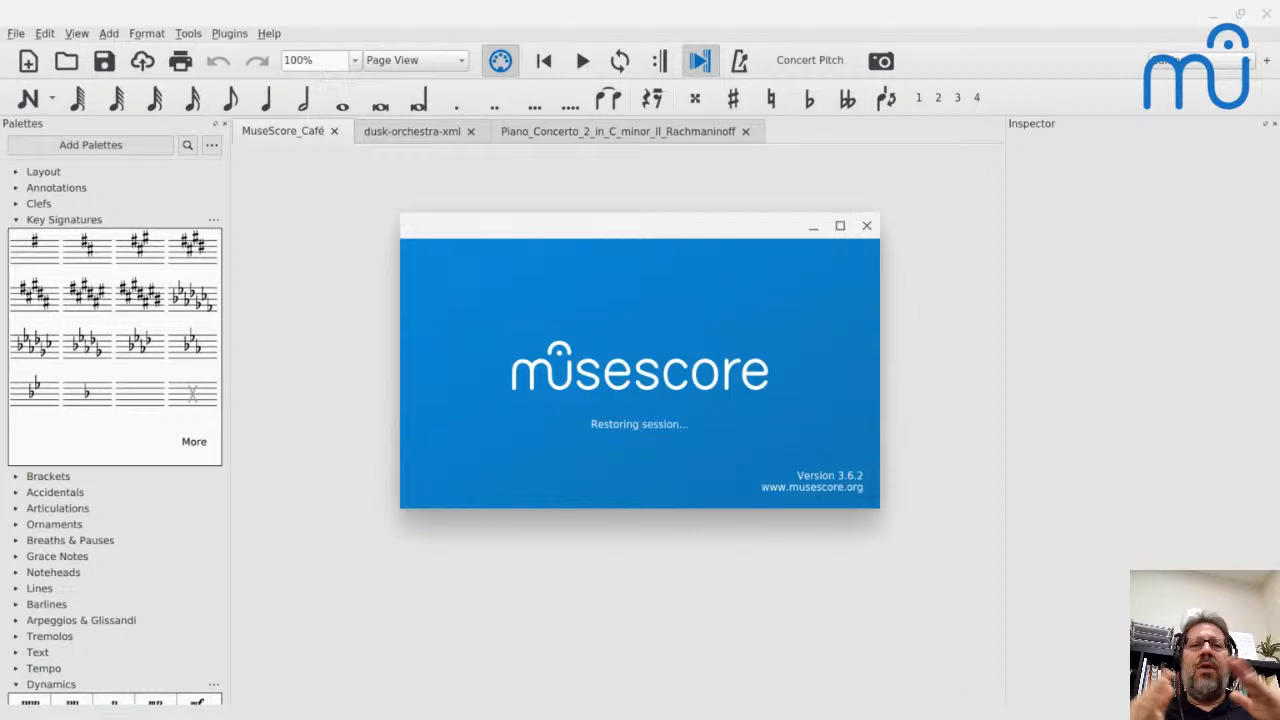 File Edit View Add Format Tools Plugins Help
100% Page View Concert Pitch
1 2 3 4
Palettes
MuseScore_Café dusk-orchestra-xml Piano_Concerto_2_in_C_minor_II_Rachmaninoff
Inspector
Add Palettes
Layout
Annotations
Clefs
Key Signatures
More
Brackets
Accidentals
Articulations
Ornaments
Breaths & Pauses
Grace Notes
Noteheads
Lines
Barlines
Arpeggios & Glissandi
Tremolos
Text
Tempo
Dynamics
musescore
Restoring session...
Version 3.6.2
www.musescore.org